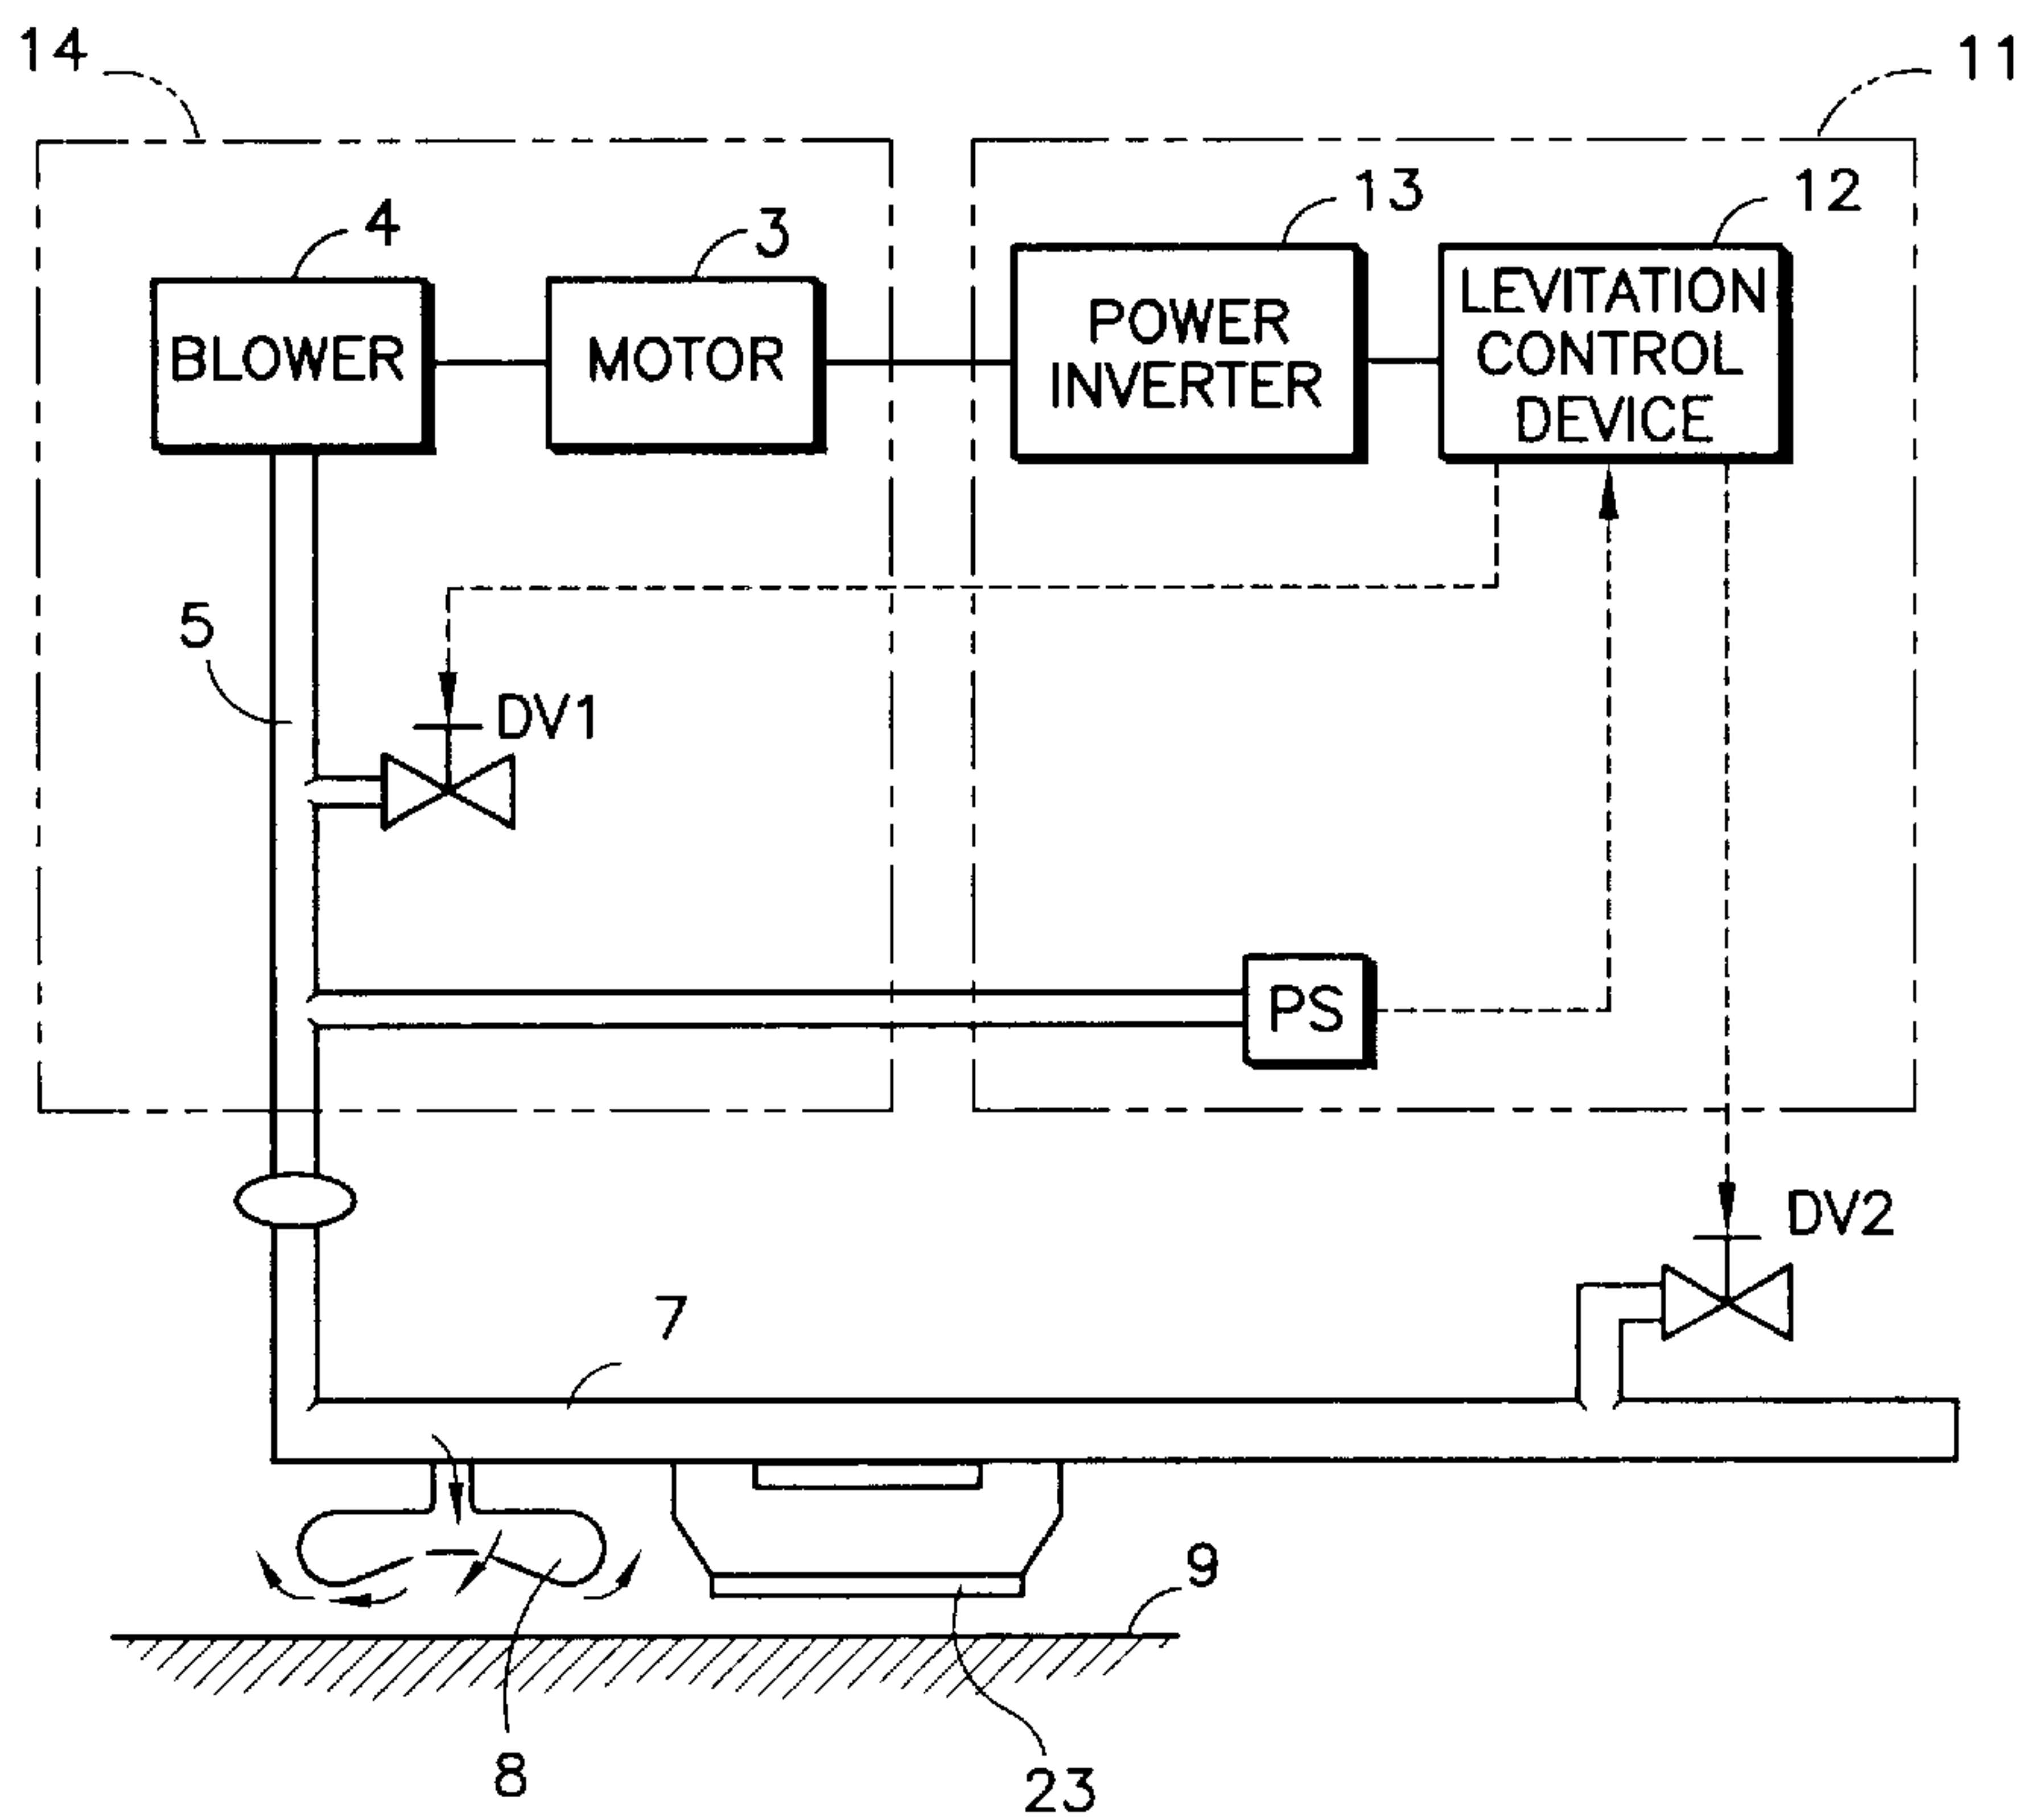 14
11
13
12
4
3
BLOWER
MOTOR
POWER
INVERTER
LEVITATION
CONTROL
DEVICE
5
DV1
PS
DV2
7
9
8
23